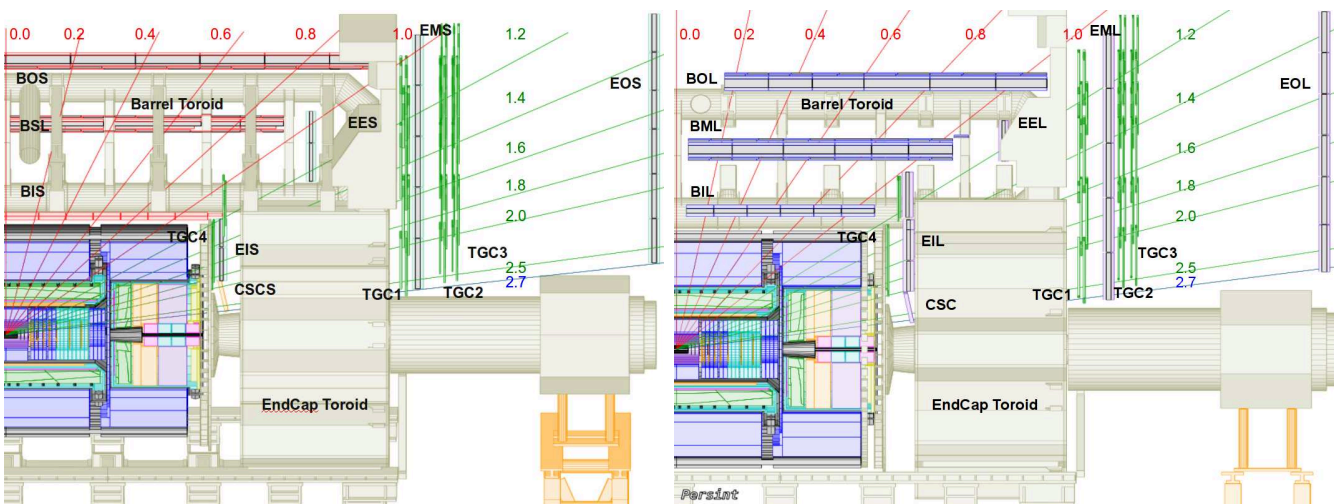 0.0 0.2 0.4 0.6 0.8 1.0 EMS 1.2
BOS
Barrel Toroid
EOS
1.4
BSL
EES
1.6
BIS
1.8
2.0
TGC4
EIS
TGC3
2.5
CSCS
TGC1
TGC2
2.7
EndCap Toroid
0.0 0.2 0.4 0.6 0.8 1.0 EML 1.2
BOL
Barrel Toroid
EOL
1.4
BML
EEL
1.6
BIL
1.8
2.0
TGC4
EIL
TGC3
2.5
CSC
TGC1
TGC2
2.7
EndCap Toroid
Persint